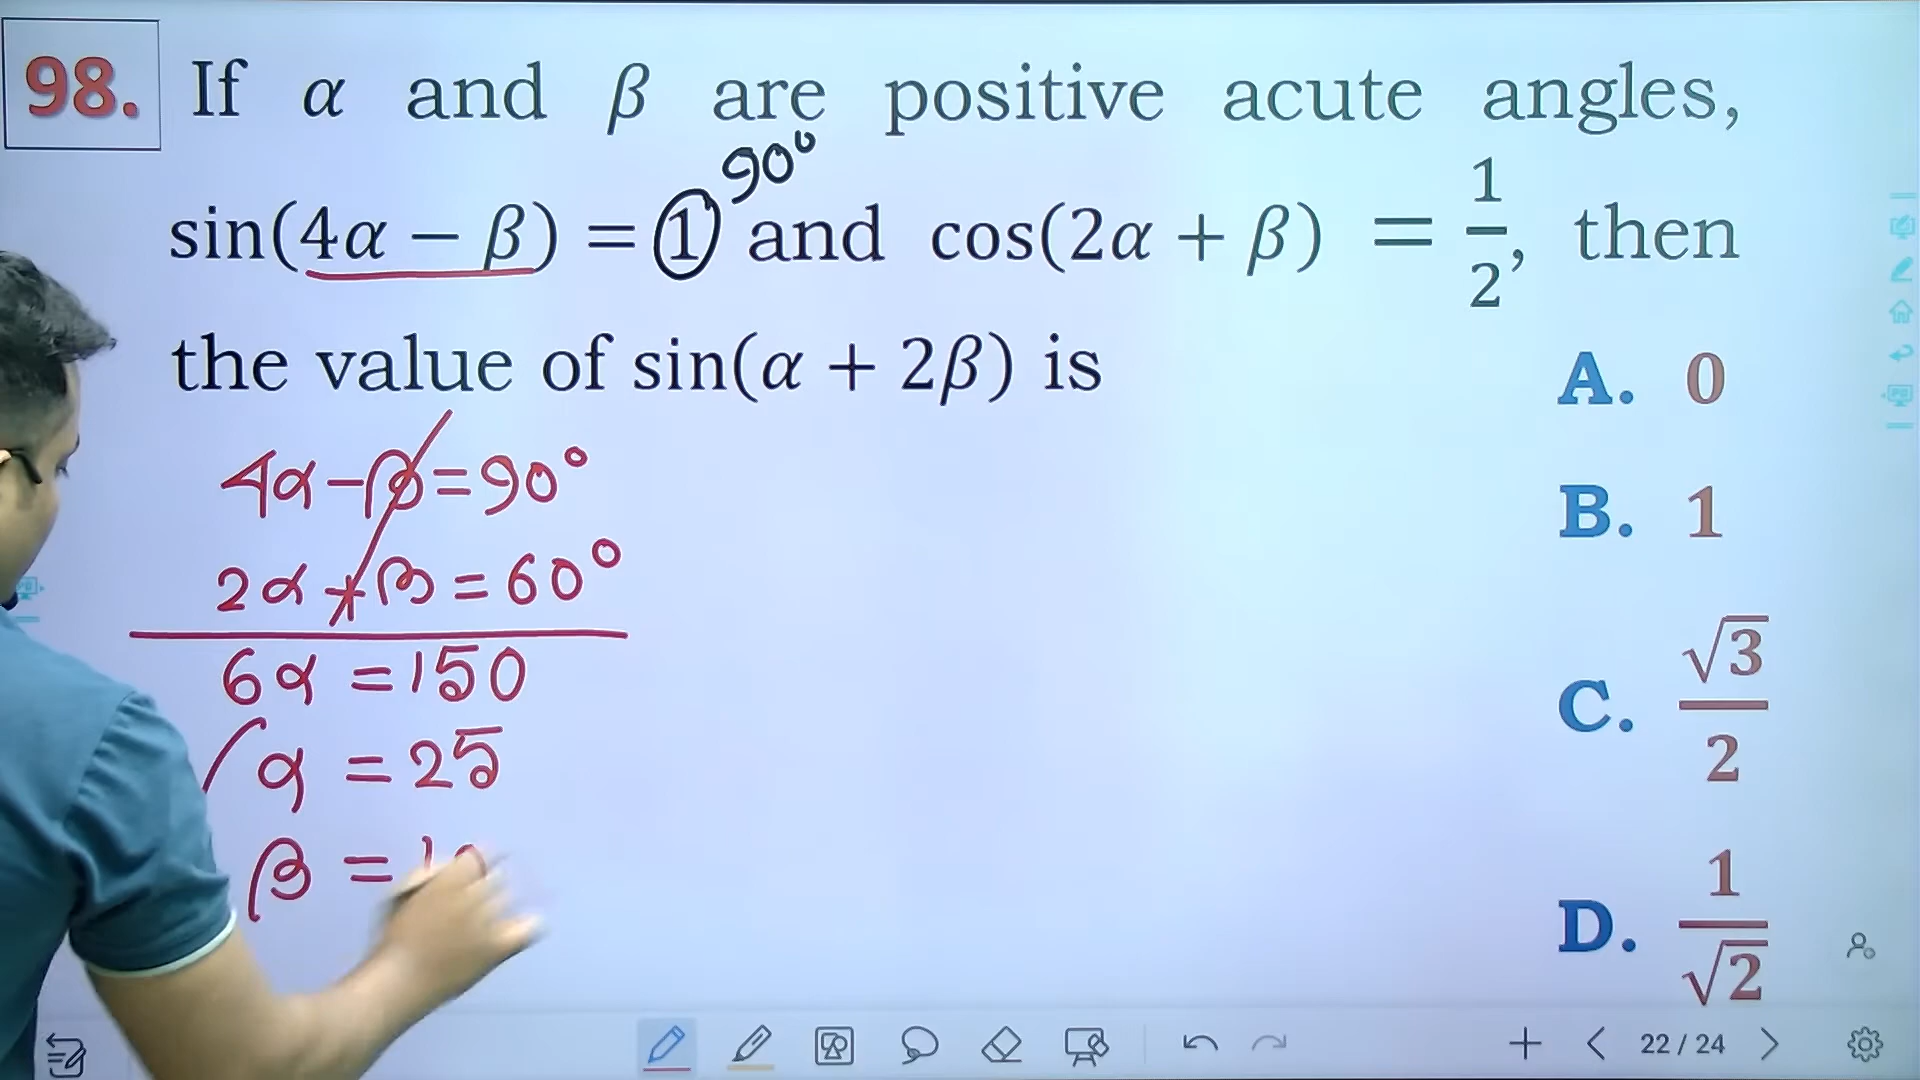 98. If α and β are positive acute angles,
90°
sin(4α − β) = 1 and cos(2α + β) = 1/2, then
the value of sin(α + 2β) is
A. 0
B. 1
C. √3/2
D. 1/√2
4α − β = 90°
2α + β = 60°
6α = 150
α = 25
β = 10
22 / 24